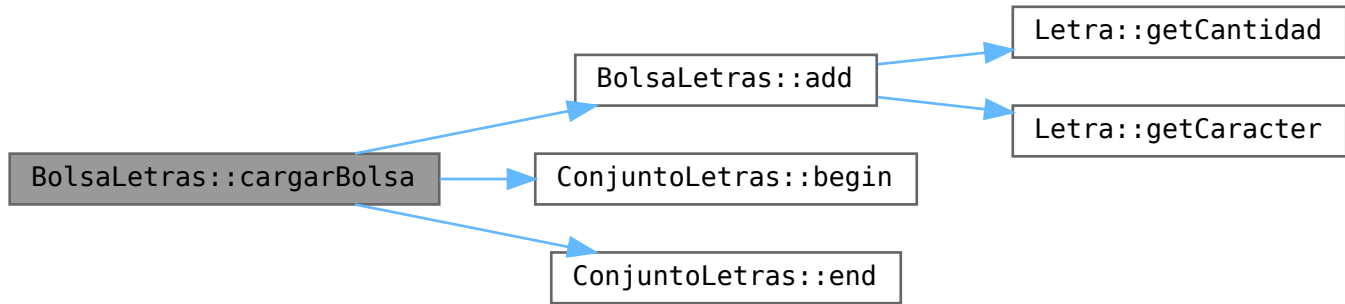 Letra::getCantidad
BolsaLetras::add
Letra::getCaracter
BolsaLetras::cargarBolsa
ConjuntoLetras::begin
ConjuntoLetras::end